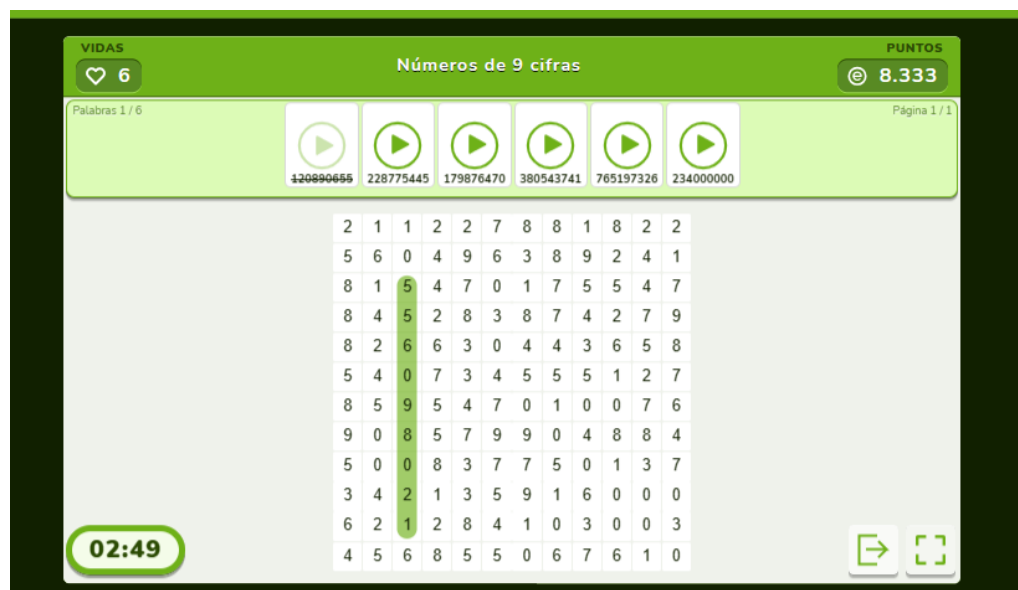 VIDAS
6
Números de 9 cifras
PUNTOS
8.333
Palabras 1 / 6
Página 1 / 1
120890655 228775445 179876470 380543741 765197326 234000000
2 1 1 2 2 7 8 8 1 8 2 2
5 6 0 4 9 6 3 8 9 2 4 1
8 1 5 4 7 0 1 7 5 5 4 7
8 4 5 2 8 3 8 7 4 2 7 9
8 2 6 6 3 0 4 4 3 6 5 8
5 4 0 7 3 4 5 5 5 1 2 7
8 5 9 5 4 7 0 1 0 0 7 6
9 0 8 5 7 9 9 0 4 8 8 4
5 0 0 8 3 7 7 5 0 1 3 7
3 4 2 1 3 5 9 1 6 0 0 0
6 2 1 2 8 4 1 0 3 0 0 3
4 5 6 8 5 5 0 6 7 6 1 0
02:49